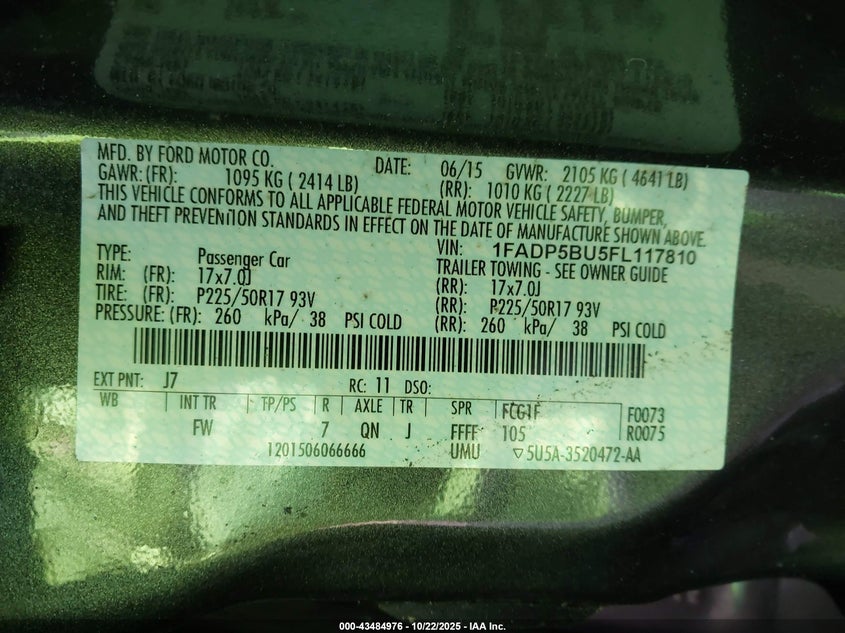 MFD. BY FORD MOTOR CO. DATE: 06/15 GVWR: 2105 KG ( 4641 LB)
GAWR: (FR): 1095 KG ( 2414 LB) (RR): 1010 KG ( 2227 LB)
THIS VEHICLE CONFORMS TO ALL APPLICABLE FEDERAL MOTOR VEHICLE SAFETY, BUMPER,
AND THEFT PREVENTION STANDARDS IN EFFECT ON THE DATE OF MANUFACTURE SHOWN ABOVE.
VIN: 1FADP5BU5FL117810
TYPE: Passenger Car TRAILER TOWING - SEE OWNER GUIDE
RIM: (FR): 17x7.0J (RR): 17x7.0J
TIRE: (FR): P225/50R17 93V (RR): P225/50R17 93V
PRESSURE: (FR): 260 kPa/ 38 PSI COLD (RR): 260 kPa/ 38 PSI COLD
EXT PNT: J7 RC: 11 DSO:
WB INT TR TP/PS R AXLE TR SPR FCG1F F0073
FW 7 QN J FFFF 105 R0075
1201506066666 UMU ▽5U5A-3520472-AA
000-43484976 - 10/22/2025 - IAA Inc.